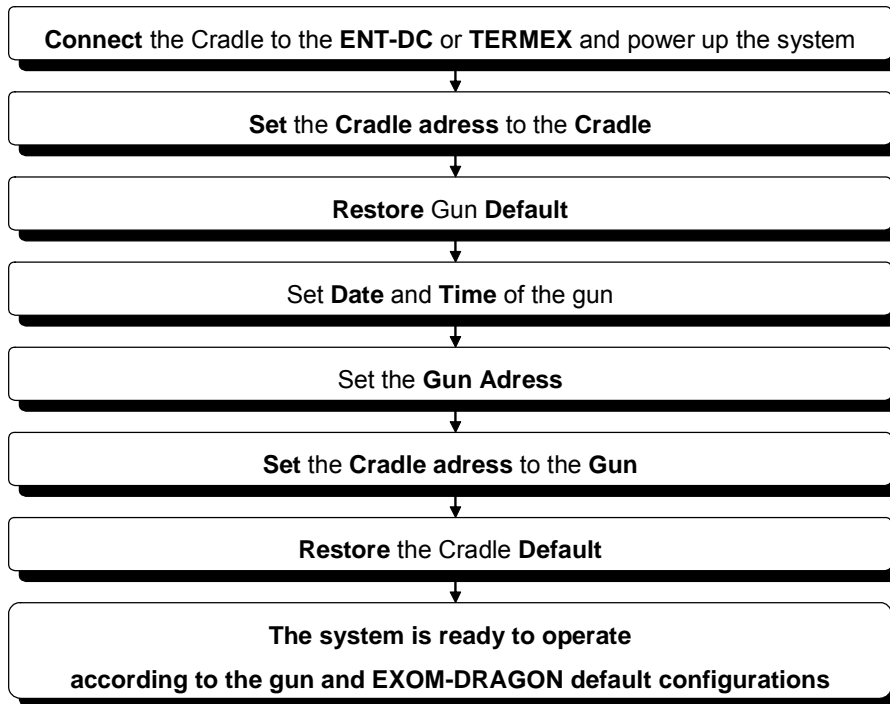 Connect the Cradle to the ENT-DC or TERMEX and power up the system
Set the Cradle adress to the Cradle
Restore Gun Default
Set Date and Time of the gun
Set the Gun Adress
Set the Cradle adress to the Gun
Restore the Cradle Default
The system is ready to operate
according to the gun and EXOM-DRAGON default configurations